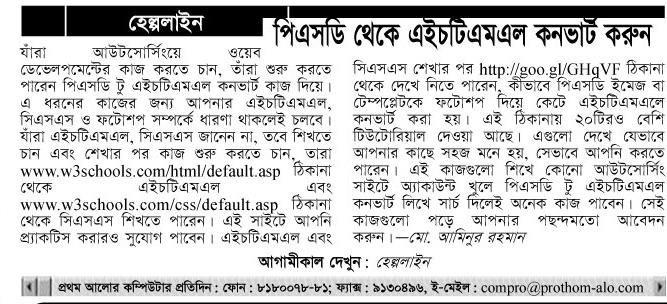 হেল্পলাইন
পিএসডি থেকে এইচটিএমএল কনভার্ট করুন
যাঁরা আউটসোর্সিংয়ে ওয়েব
ডেভেলপমেন্টের কাজ করতে চান, তাঁরা শুরু করতে
পারেন পিএসডি টু এইচটিএমএল কনভার্ট কাজ দিয়ে।
এ ধরনের কাজের জন্য আপনার এইচটিএমএল,
সিএসএস ও ফটোশপ সম্পর্কে ধারণা থাকলেই চলবে।
যাঁরা এইচটিএমএল, সিএসএস জানেন না, তবে শিখতে
চান এবং শেখার পর কাজ শুরু করতে চান, তারা
www.w3schools.com/html/default.asp ঠিকানা
থেকে এইচটিএমএল এবং
www.w3schools.com/css/default.asp ঠিকানা
থেকে সিএসএস শিখতে পারেন। এই সাইটে আপনি
প্র্যাকটিস করারও সুযোগ পাবেন। এইচটিএমএল এবং
সিএসএস শেখার পর http://goo.gl/GHqVF ঠিকানা
থেকে দেখে নিতে পারেন, কীভাবে পিএসডি ইমেজ বা
টেম্পপ্লেটকে ফটোশপ দিয়ে কেটে এইচটিএমএলে
কনভার্ট করা হয়। এই ঠিকানায় ২০টিরও বেশি
টিউটোরিয়াল দেওয়া আছে। এগুলো দেখে যেভাবে
আপনার কাছে সহজ মনে হয়, সেভাবে আপনি করতে
পারেন। এই কাজগুলো শিখে কোনো আউটসোর্সিং
সাইটে অ্যাকাউন্ট খুলে পিএসডি টু এইচটিএমএল
কনভার্ট লিখে সার্চ দিলেই অনেক কাজ পাবেন। সেই
কাজগুলো পড়ে আপনার পছন্দমতো আবেদন
করুন।—মো. আমিনুর রহমান
আগামীকাল দেখুন : হেল্পলাইন
প্রথম আলোর কম্পিউটার প্রতিদিন : ফোন : ৮১৮০০৭৮-৮১; ফ্যাক্স : ৯১৩০৪৯৬, ই-মেইল : compro@prothom-alo.com